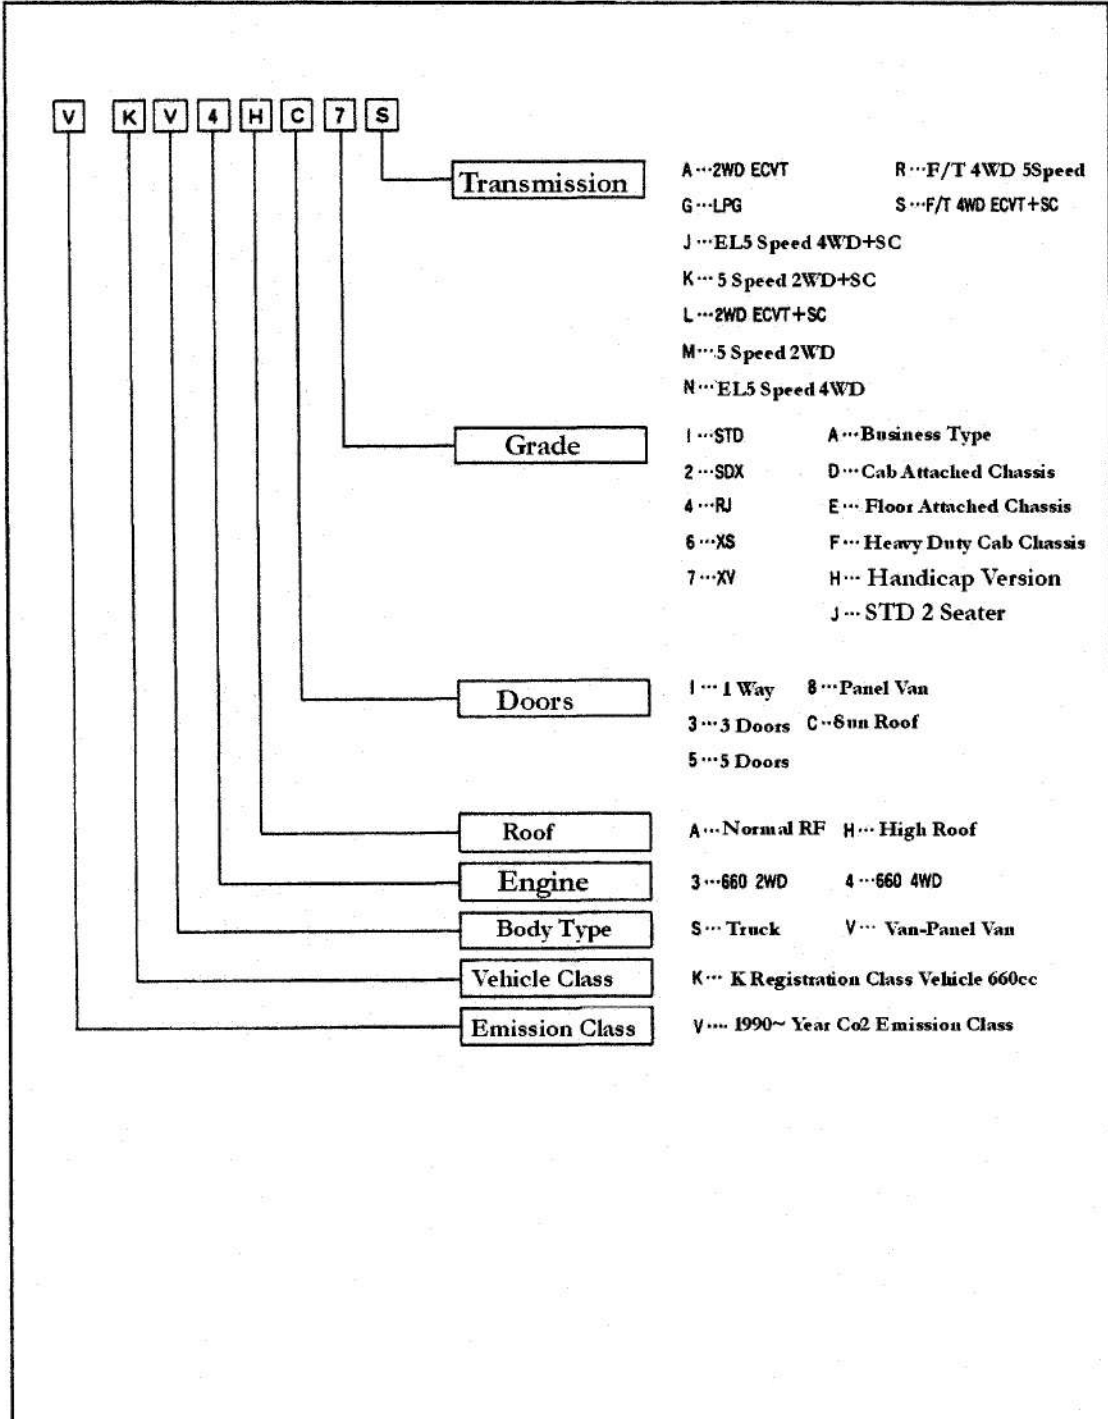 V K V 4 H C 7 S
Transmission
A…2WD ECVT R…F/T 4WD 5Speed
G…LPG S…F/T 4WD ECVT+SC
J…EL5 Speed 4WD+SC
K…5 Speed 2WD+SC
L…2WD ECVT+SC
M…5 Speed 2WD
N…EL5 Speed 4WD
Grade
1…STD A…Business Type
2…SDX D…Cab Attached Chassis
4…RJ E…Floor Attached Chassis
6…XS F…Heavy Duty Cab Chassis
7…XV H…Handicap Version
J…STD 2 Seater
Doors
1…1 Way 8…Panel Van
3…3 Doors C…Sun Roof
5…5 Doors
Roof
A…Normal RF H…High Roof
Engine
3…660 2WD 4…660 4WD
Body Type
S…Truck V…Van-Panel Van
Vehicle Class
K…K Registration Class Vehicle 660cc
Emission Class
V….1990~ Year Co2 Emission Class